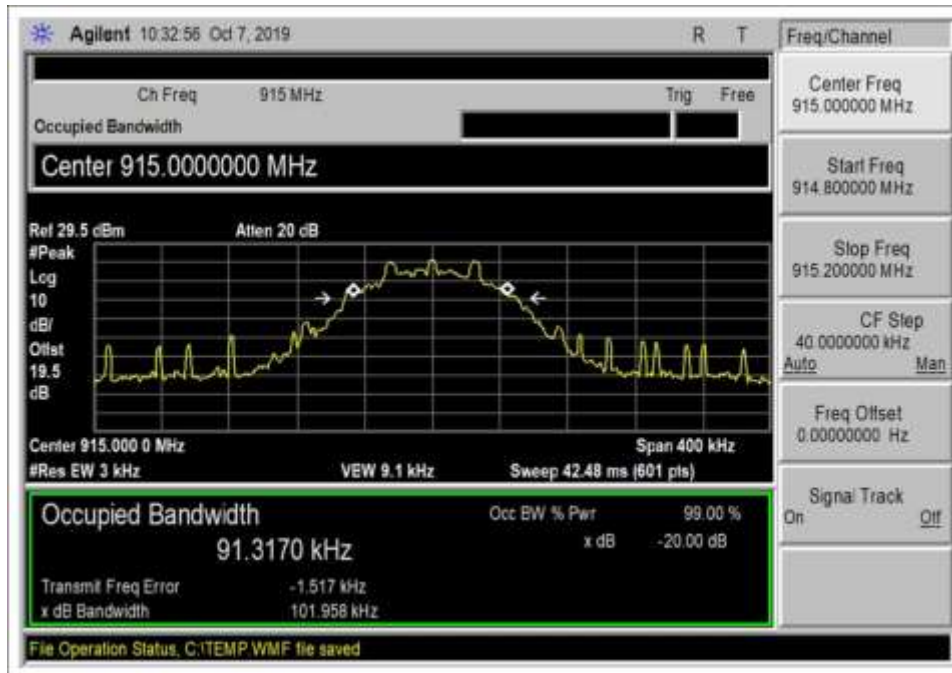 Agilent 10:32:56 Oct 7, 2019 R T
Freq/Channel
Ch Freq 915 MHz Trig Free
Occupied Bandwidth
Center 915.0000000 MHz
Ref 29.5 dBm Atten 20 dB
#Peak
Log
10
dB/
Offst
19.5
dB
Center 915.000 0 MHz Span 400 kHz
#Res BW 3 kHz VBW 9.1 kHz Sweep 42.48 ms (601 pts)
Occupied Bandwidth Occ BW % Pwr 99.00 %
91.3170 kHz x dB -20.00 dB
Transmit Freq Error -1.517 kHz
x dB Bandwidth 101.958 kHz
File Operation Status, C:\TEMP.WMF file saved
Center Freq
915.000000 MHz
Start Freq
914.800000 MHz
Stop Freq
915.200000 MHz
CF Step
40.0000000 kHz
Auto Man
Freq Offset
0.00000000 Hz
Signal Track
On Off